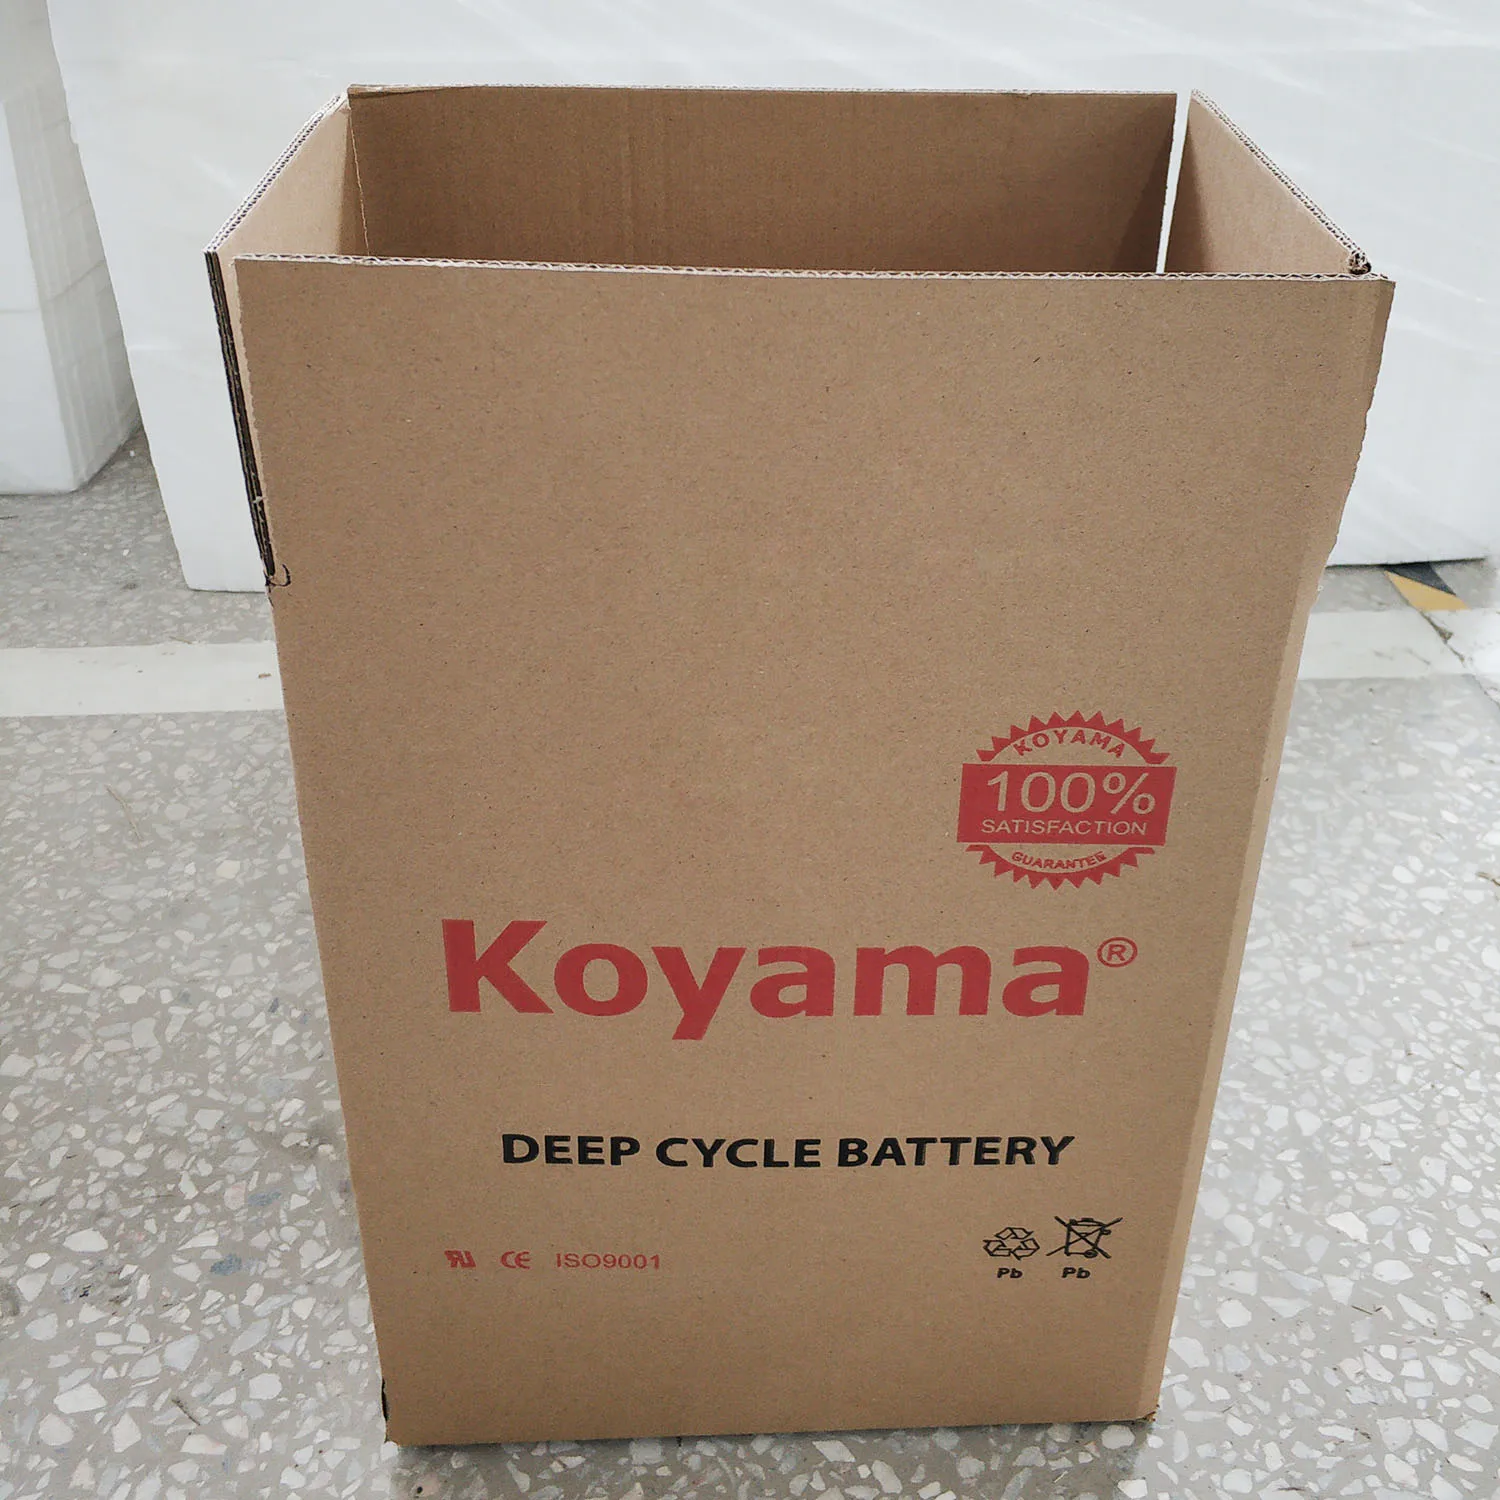 KOYAMA
100%
SATISFACTION
GUARANTEE
Koyama®
DEEP CYCLE BATTERY
CE ISO9001
Pb Pb